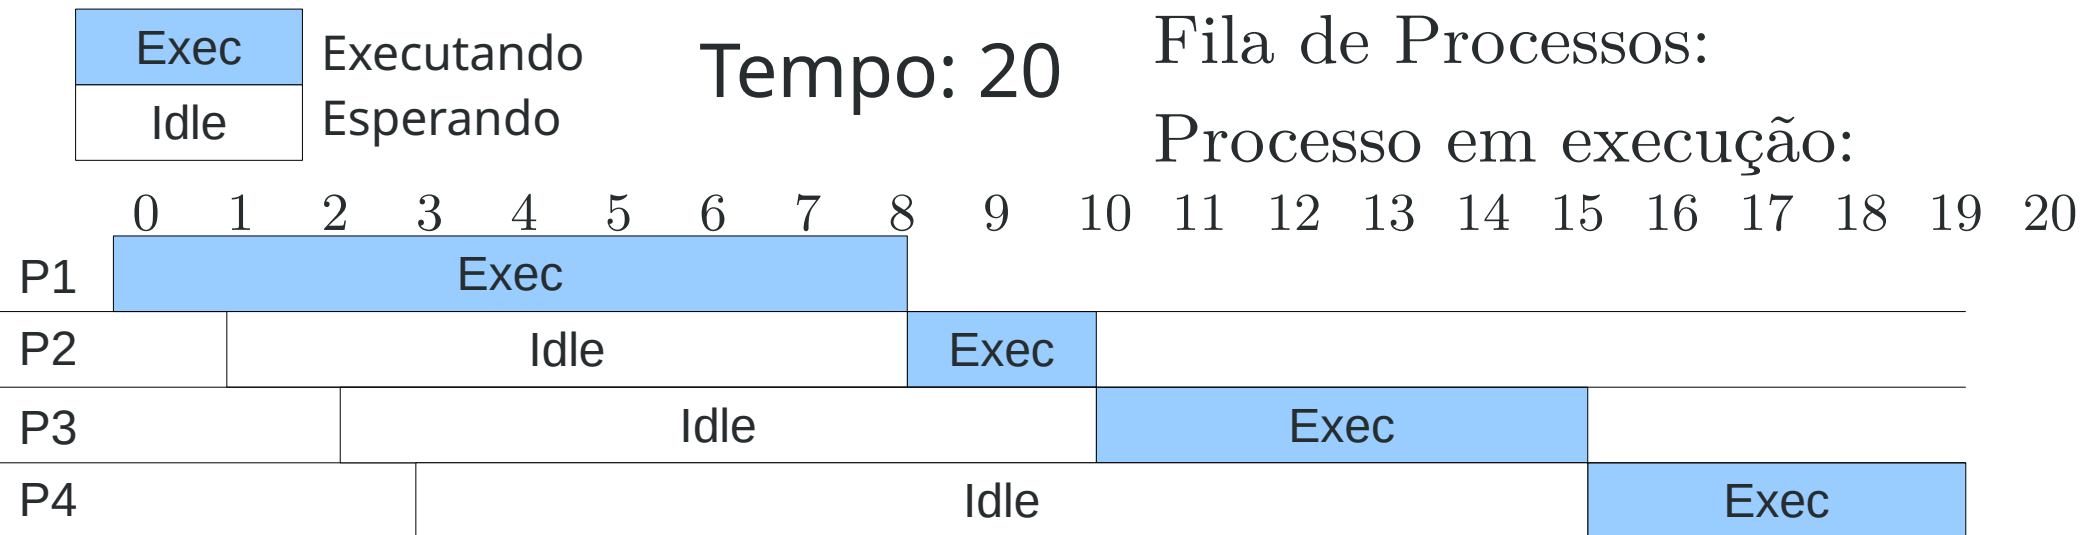 Exec Executando
Idle Esperando
Tempo: 20
Fila de Processos:
Processo em execução:
0 1 2 3 4 5 6 7 8 9 10 11 12 13 14 15 16 17 18 19 20
P1 Exec
P2 Idle Exec
P3 Idle Exec
P4 Idle Exec